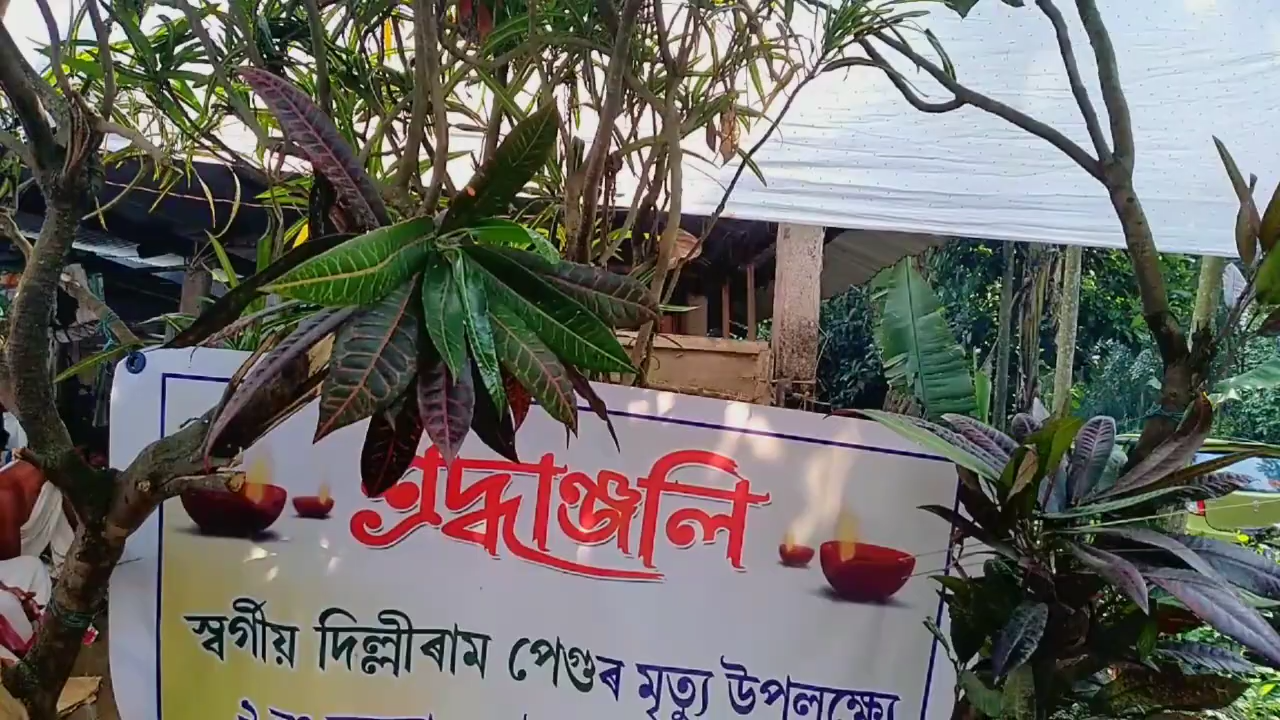 শ্ৰদ্ধাঞ্জলি
স্বৰ্গীয় দিল্লীৰাম পেগুৰ মৃত্যু উপলক্ষ্যে